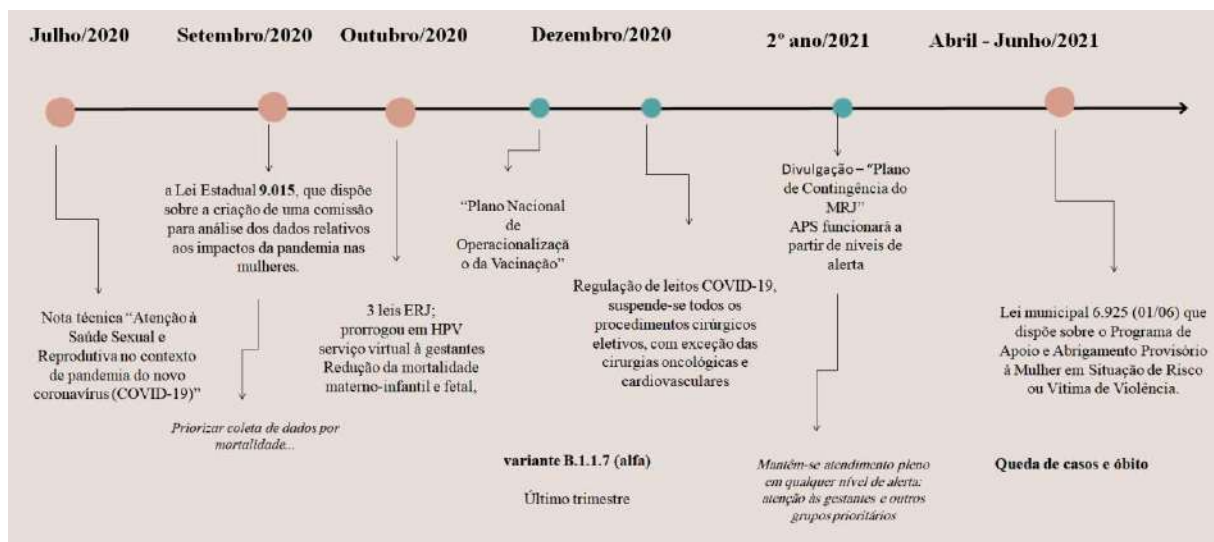 Julho/2020
Setembro/2020
Outubro/2020
Dezembro/2020
2º ano/2021
Abril - Junho/2021
Nota técnica “Atenção à
Saúde Sexual e
Reprodutiva no contexto
de pandemia do novo
coronavírus (COVID-19)”
a Lei Estadual 9.015, que dispõe
sobre a criação de uma comissão
para análise dos dados relativos
aos impactos da pandemia nas
mulheres.
Priorizar coleta de dados por
mortalidade...
3 leis ERJ;
prorrogou em HPV
serviço virtual à gestantes
Redução da mortalidade
materno-infantil e fetal,
“Plano Nacional
de
Operacionalizaçã
o da Vacinação”
Regulação de leitos COVID-19,
suspende-se todos os
procedimentos cirúrgicos
eletivos, com exceção das
cirurgias oncológicas e
cardiovasculares
variante B.1.1.7 (alfa)
Último trimestre
Divulgação – “Plano
de Contingência do
MRJ”
APS funcionará a
partir de níveis de
alerta
Mantêm-se atendimento pleno
em qualquer nível de alerta:
atenção às gestantes e outros
grupos prioritários
Lei municipal 6.925 (01/06) que
dispõe sobre o Programa de
Apoio e Abrigamento Provisório
à Mulher em Situação de Risco
ou Vítima de Violência.
Queda de casos e óbito